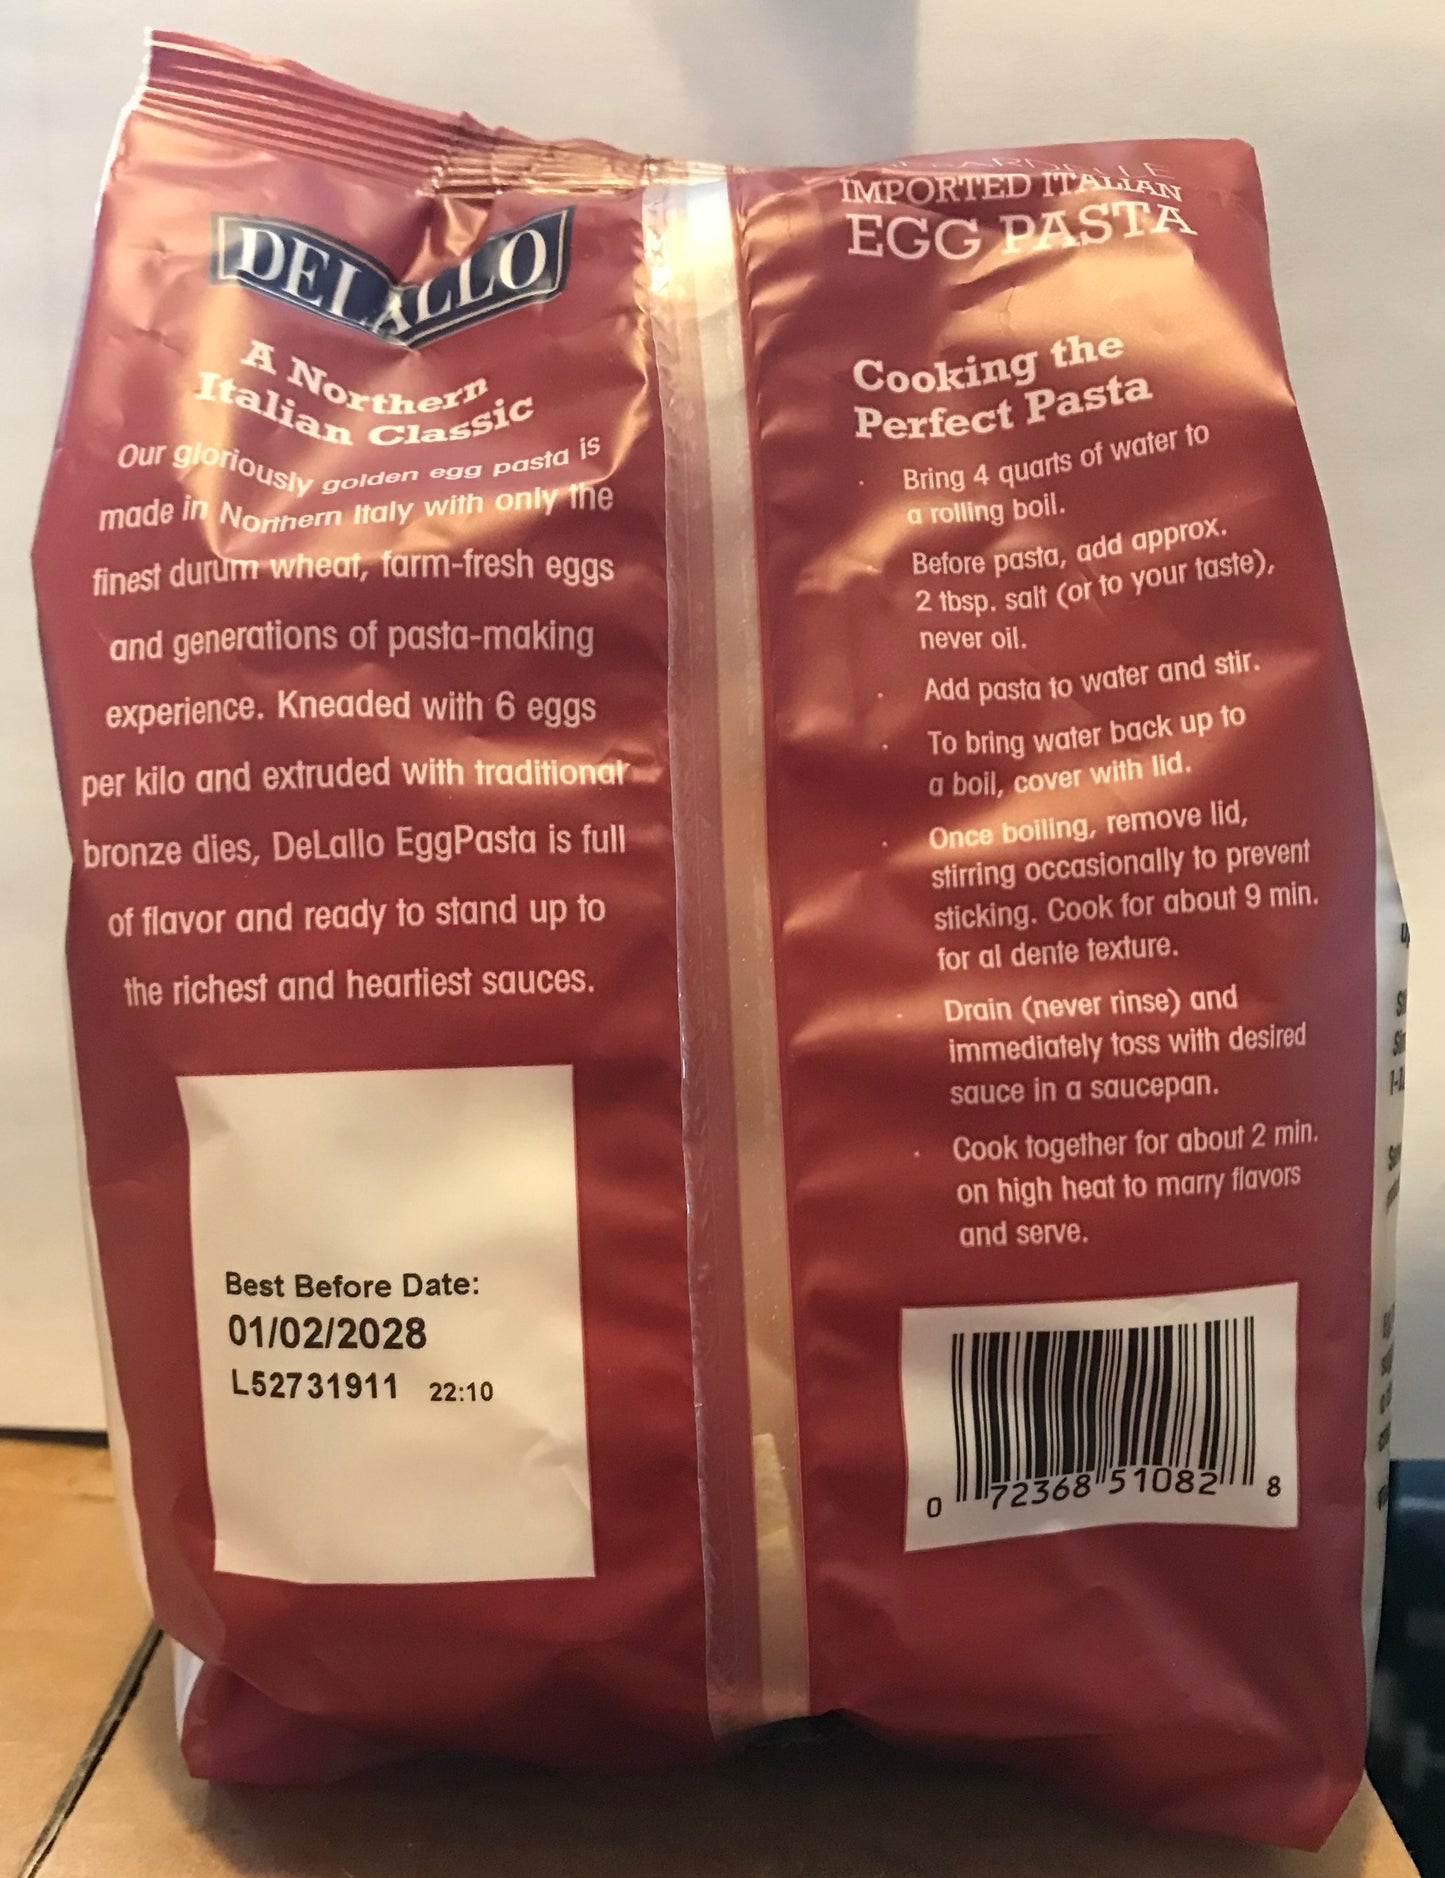 DELALLO
A Northern
Italian Classic
Our gloriously golden egg pasta is
made in Northern Italy with only the
finest durum wheat, farm-fresh eggs
and generations of pasta-making
experience. Kneaded with 6 eggs
per kilo and extruded with traditional
bronze dies, DeLallo EggPasta is full
of flavor and ready to stand up to
the richest and heartiest sauces.
Best Before Date:
01/02/2028
L52731911 22:10
IMPORTED ITALIAN
EGG PASTA
Cooking the
Perfect Pasta
· Bring 4 quarts of water to
a rolling boil.
Before pasta, add approx.
2 tbsp. salt (or to your taste),
never oil.
· Add pasta to water and stir.
· To bring water back up to
a boil, cover with lid.
· Once boiling, remove lid,
stirring occasionally to prevent
sticking. Cook for about 9 min.
for al dente texture.
· Drain (never rinse) and
immediately toss with desired
sauce in a saucepan.
· Cook together for about 2 min.
on high heat to marry flavors
and serve.
0 72368 51082 8